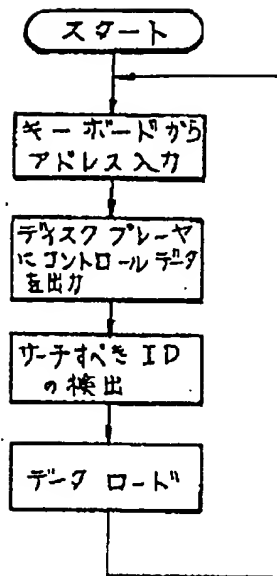 スタート
キーボードから
アドレス入力
ディスクプレーヤ
にコントロールデータ
を出力
サーチすべき ID
の検出
データ ロード